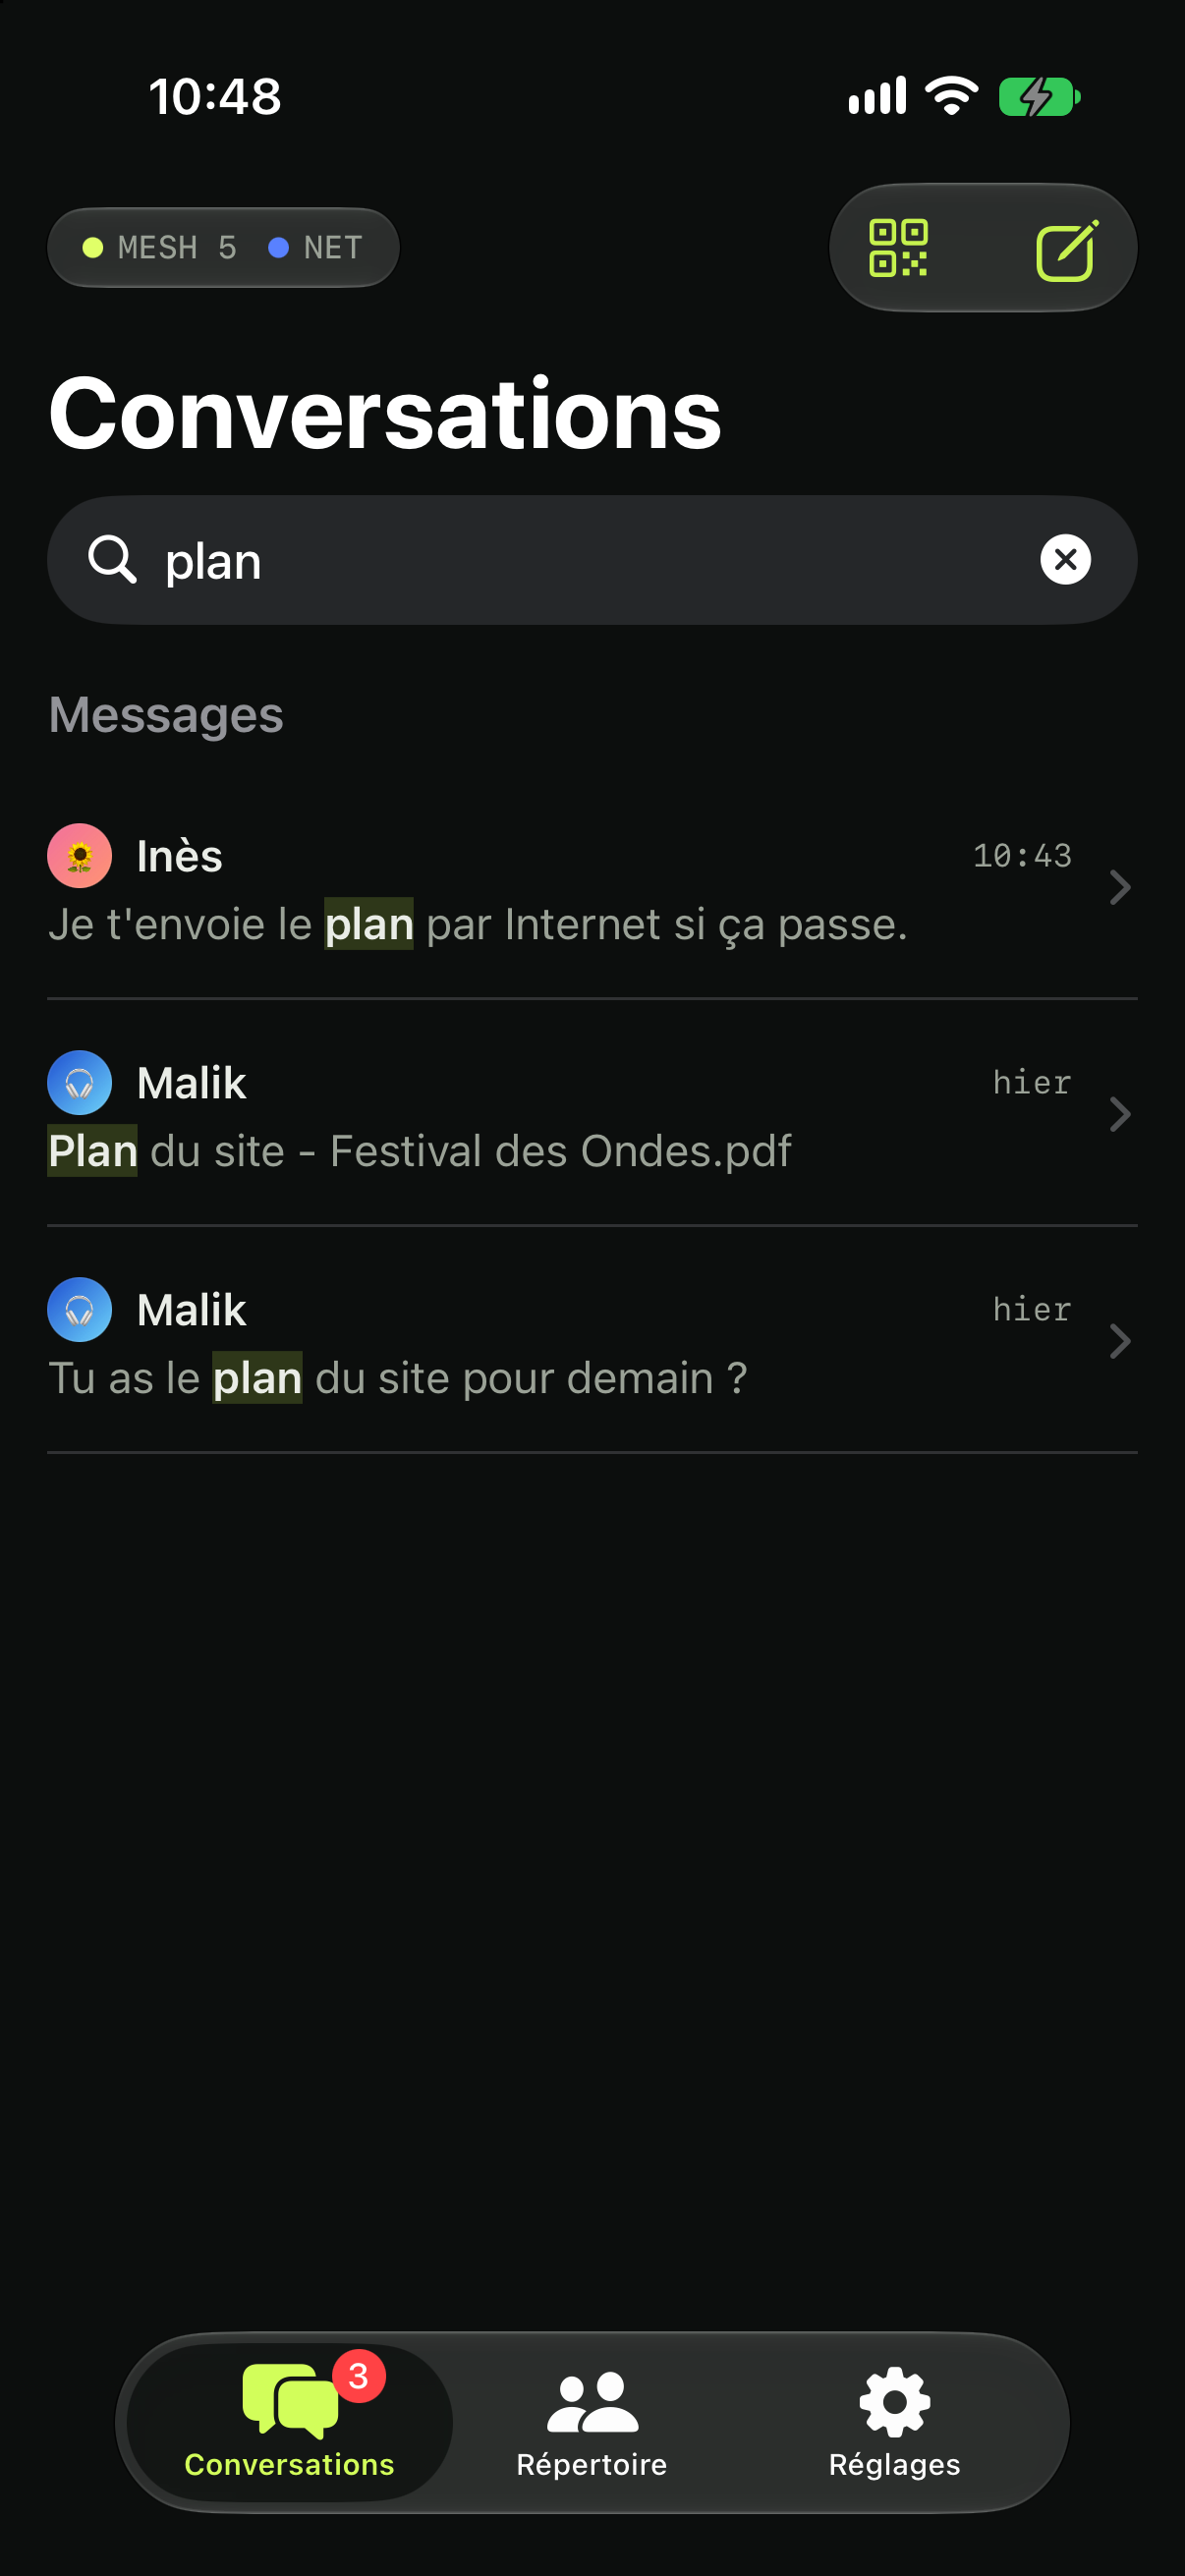 10:48
MESH 5 NET
Conversations
plan
Messages
Inès 10:43
Je t'envoie le plan par Internet si ça passe.
Malik hier
Plan du site - Festival des Ondes.pdf
Malik hier
Tu as le plan du site pour demain ?
3
Conversations Répertoire Réglages